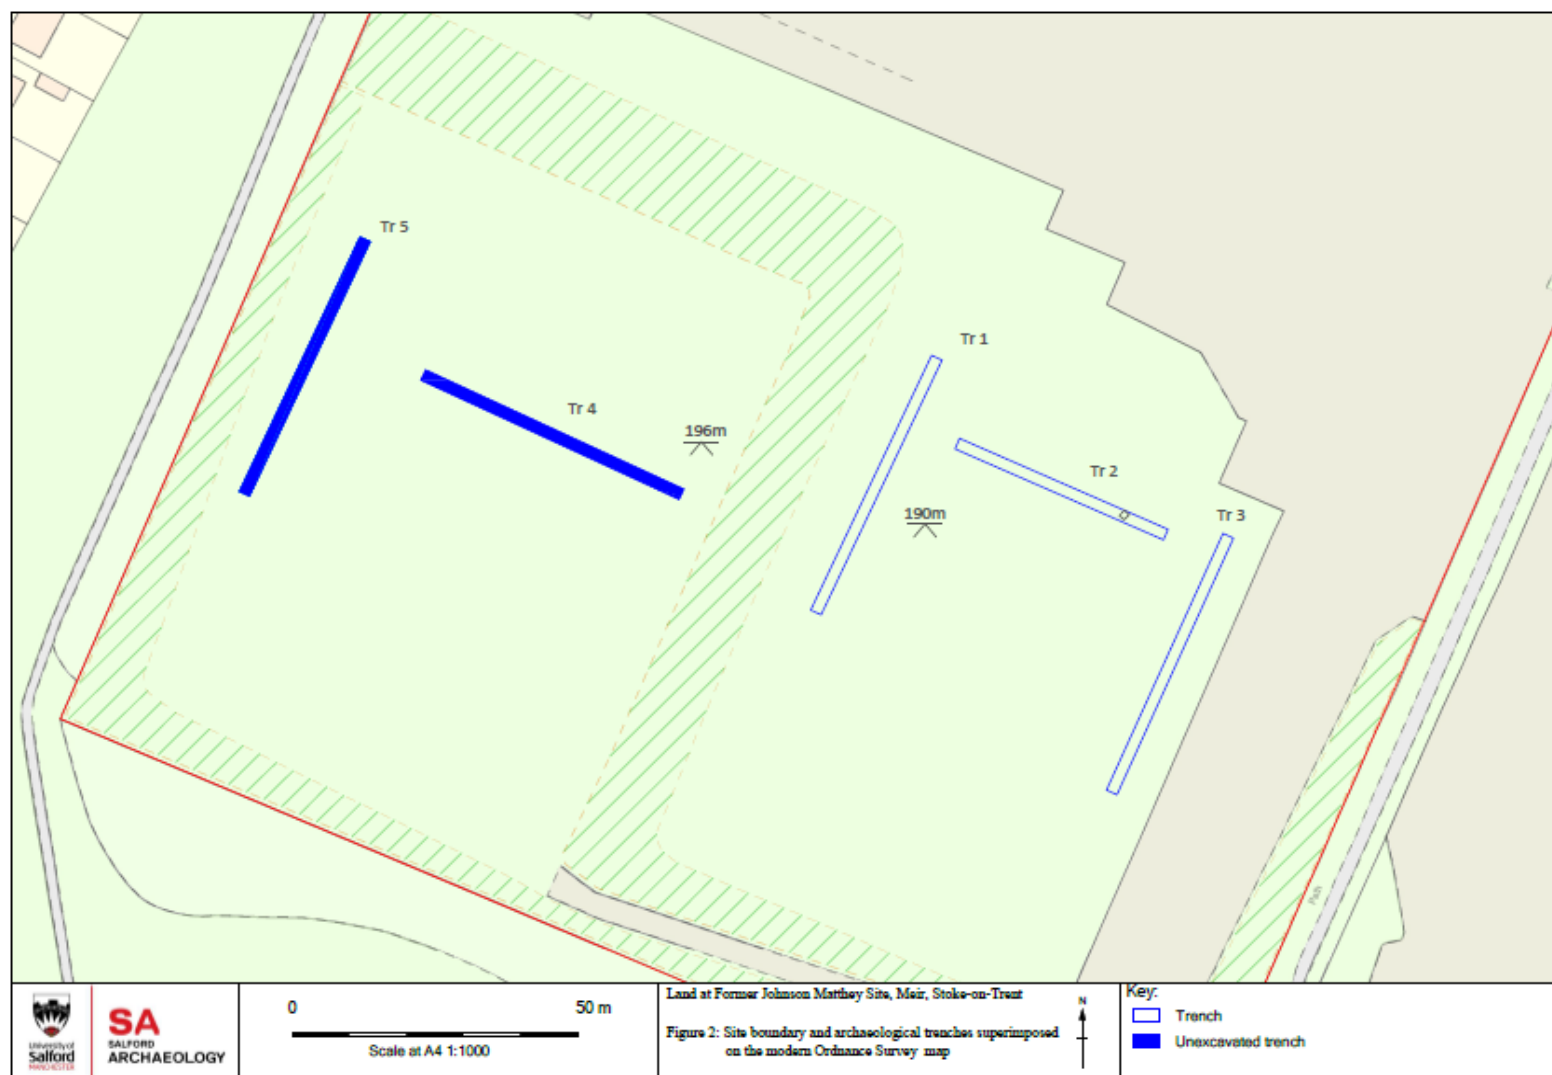 Tr 5
Tr 1
Tr 4
196m
Tr 2
190m
Tr 3
Path
University of
Salford
MANCHESTER
SA
SALFORD
ARCHAEOLOGY
0 50 m
Scale at A4 1:1000
Land at Former Johnson Matthey Site, Meir, Stoke-on-Trent
Figure 2: Site boundary and archaeological trenches superimposed
on the modern Ordnance Survey map
N
Key:
Trench
Unexcavated trench